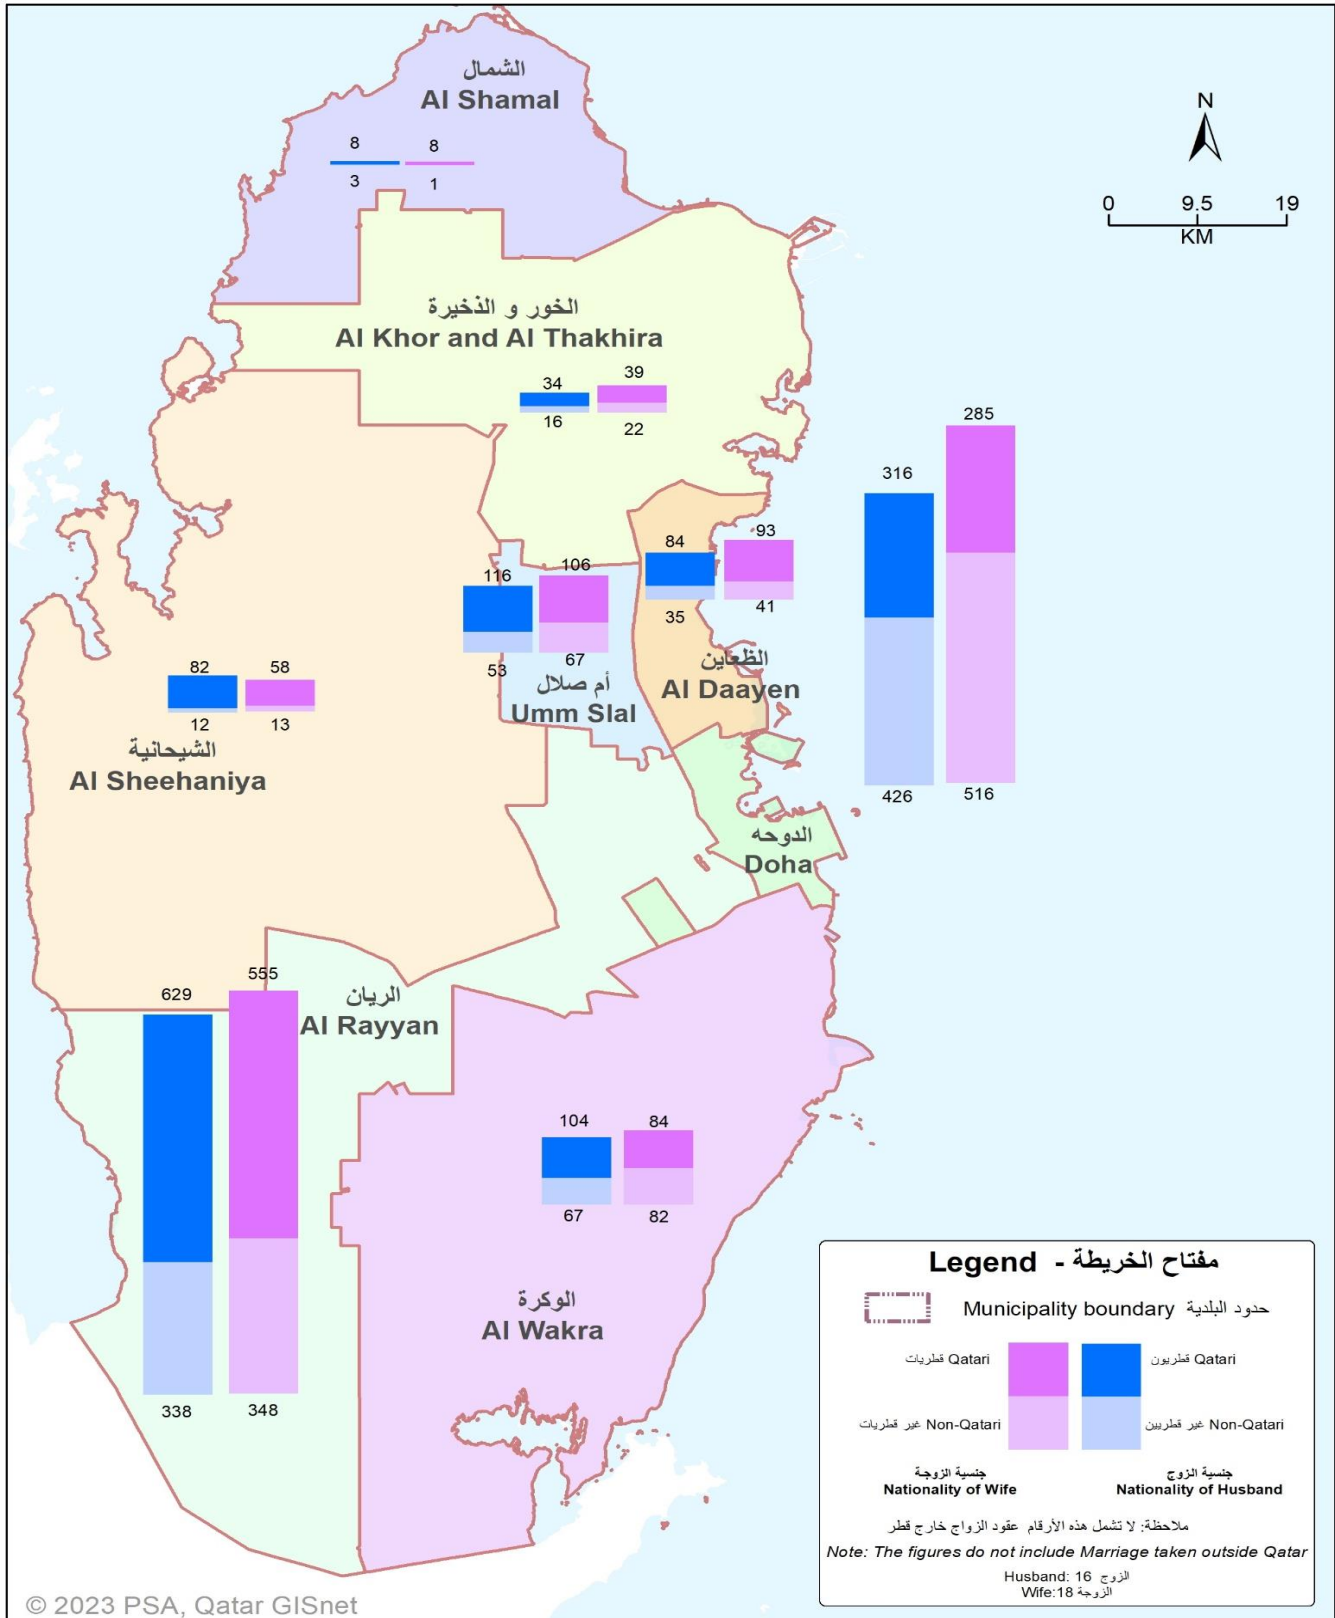 الشمال
Al Shamal
8 8
3 1
N
0 9.5 19
KM
الخور و الذخيرة
Al Khor and Al Thakhira
34 39
16 22
316 285
426 516
84 93
35 41
116 106
53 67
الظعاين
Al Daayen
أم صلال
Umm Slal
82 58
12 13
الشيحانية
Al Sheehaniya
الدوحه
Doha
629 555
338 348
الريان
Al Rayyan
104 84
67 82
الوكرة
Al Wakra
Legend - مفتاح الخريطة
Municipality boundary حدود البلدية
قطريات Qatari
قطريون Qatari
غير قطريات Non-Qatari
غير قطريين Non-Qatari
جنسية الزوجة
Nationality of Wife
جنسية الزوج
Nationality of Husband
ملاحظة: لا تشمل هذه الأرقام عقود الزواج خارج قطر
Note: The figures do not include Marriage taken outside Qatar
Husband: 16 الزوج
Wife:18 الزوجة
© 2023 PSA, Qatar GISnet